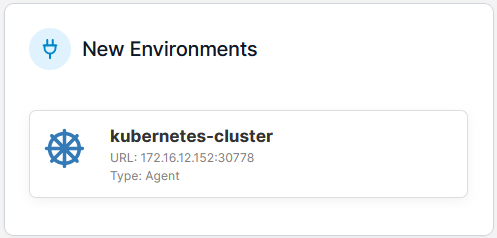 New Environments
kubernetes-cluster
URL: 172.16.12.152:30778
Type: Agent